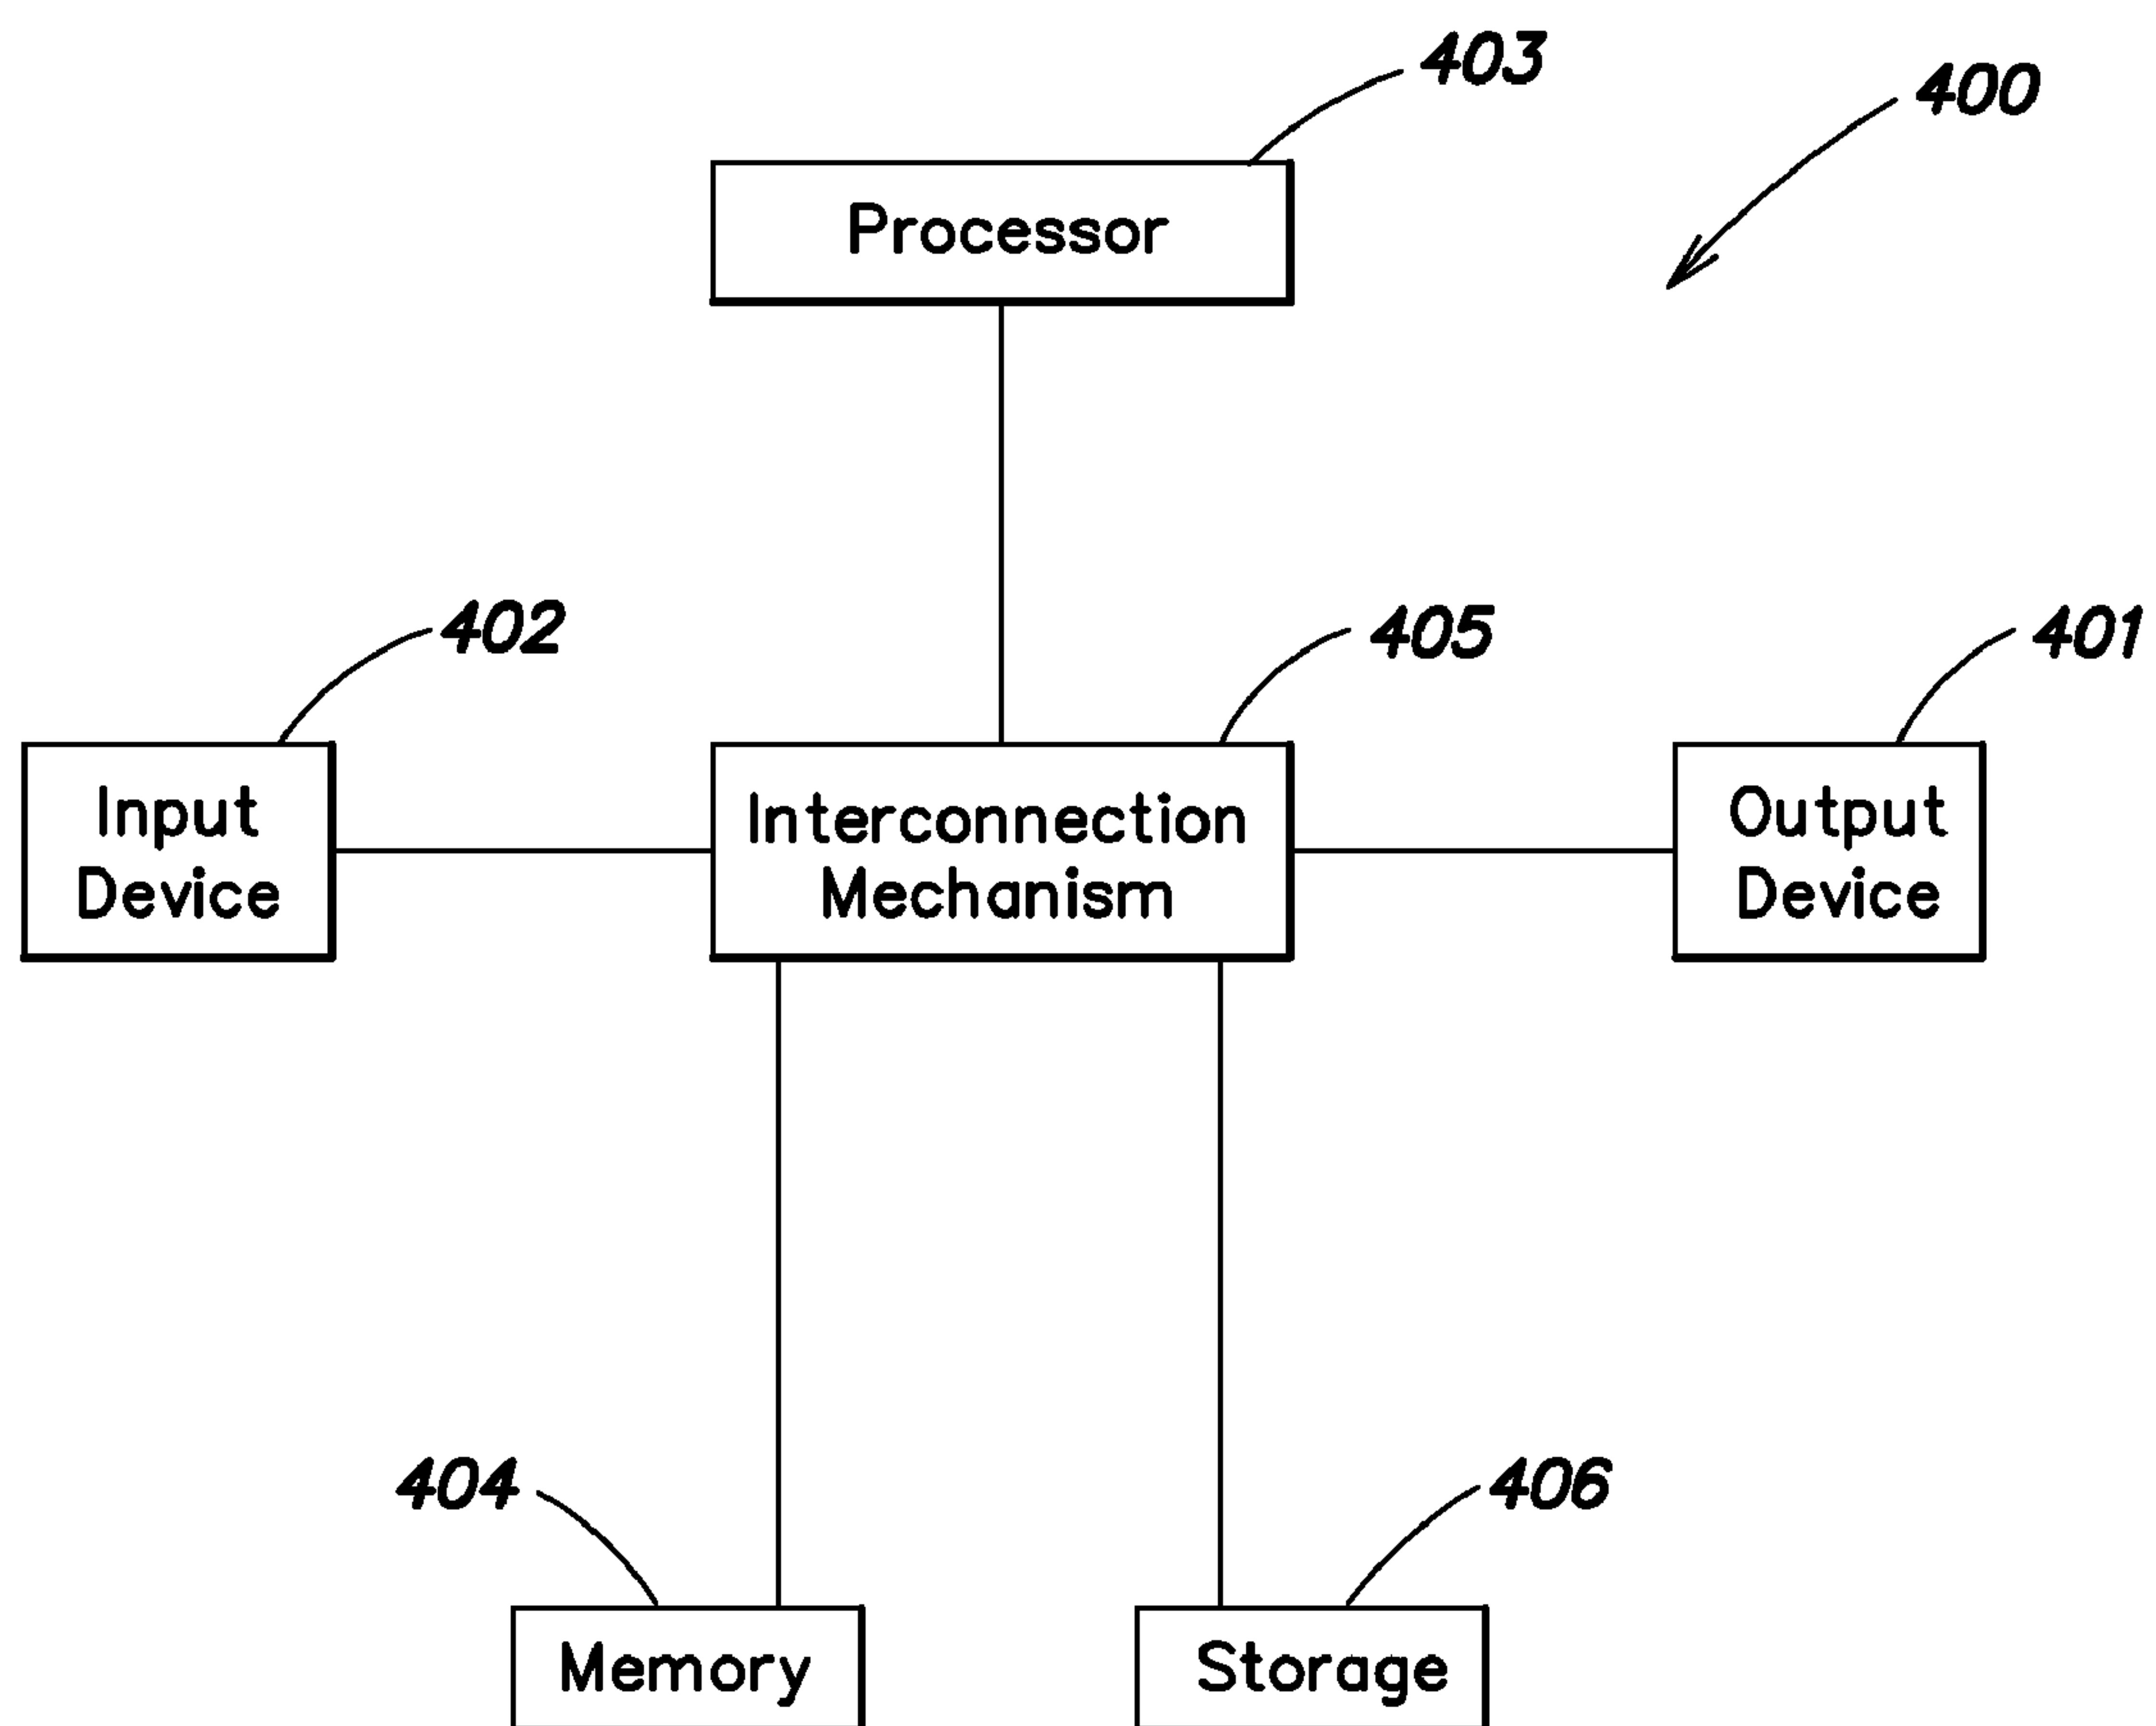 403
400
Processor
402
405
401
Input
Device
Interconnection
Mechanism
Output
Device
404
406
Memory
Storage